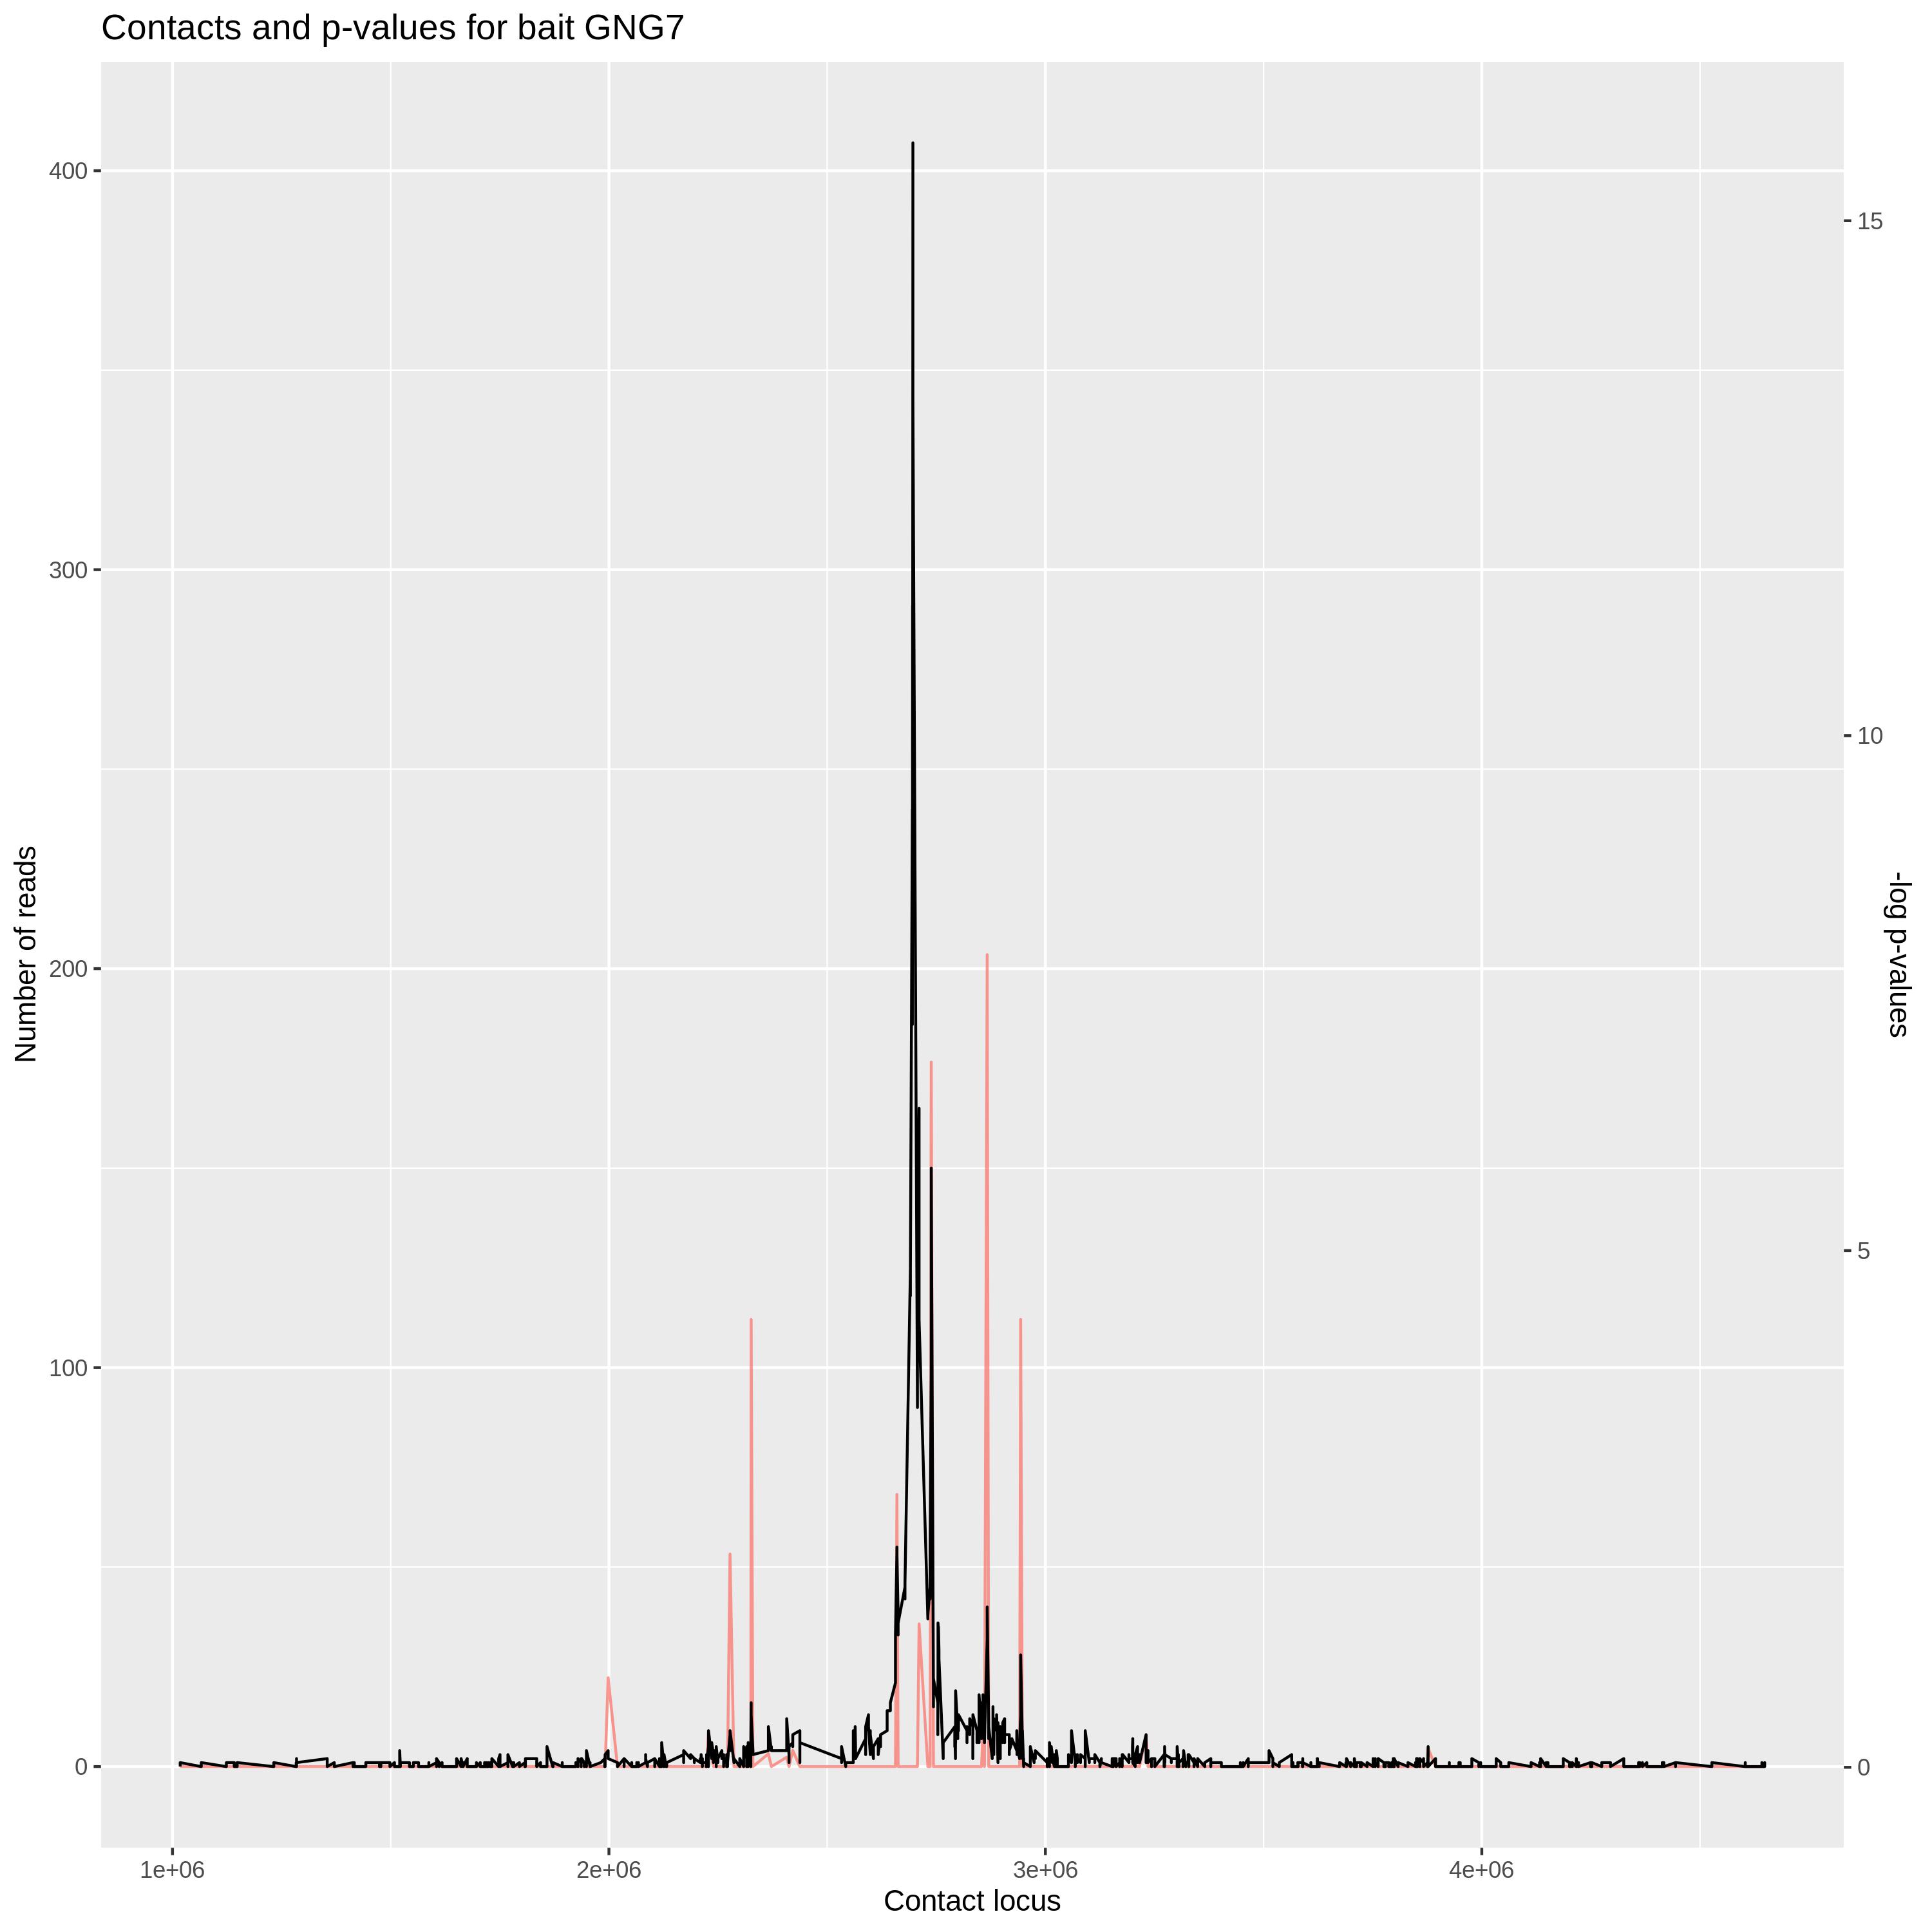 Contacts and p-values for bait GNG7
400
300
200
100
0
Number of reads
15
10
5
0
-log p-values
1e+06
2e+06
3e+06
4e+06
Contact locus